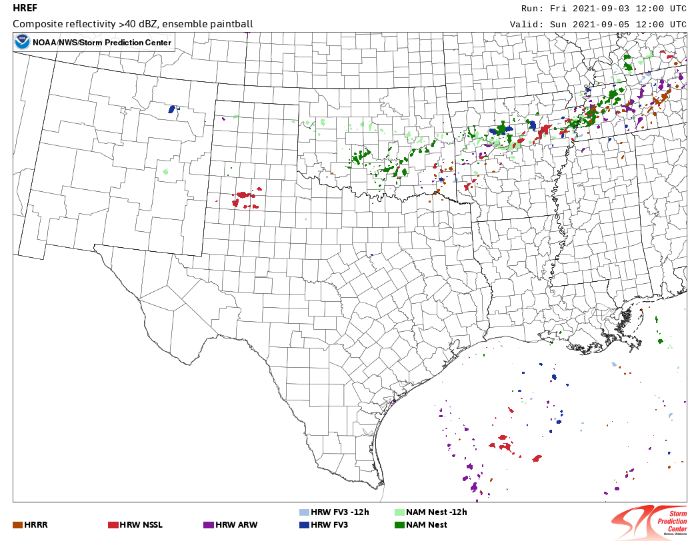 HREF
Run: Fri 2021-09-03 12:00 UTC
Composite reflectivity >40 dBZ, ensemble paintball
Valid: Sun 2021-09-05 12:00 UTC
NOAA/NWS/Storm Prediction Center
HRW FV3 -12h
NAM Nest -12h
HRRR
HRW NSSL
HRW ARW
HRW FV3
NAM Nest
Storm
Prediction
Center